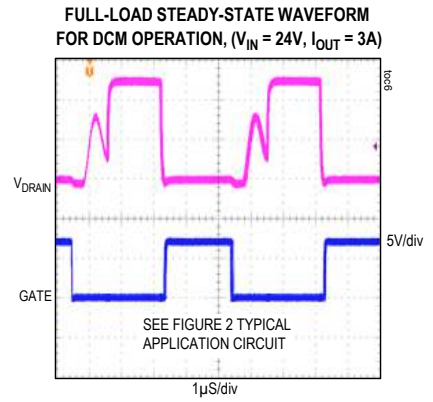 FULL-LOAD STEADY-STATE WAVEFORM
FOR DCM OPERATION, (VIN = 24V, IOUT = 3A)
toc6
VDRAIN
5V/div
GATE
SEE FIGURE 2 TYPICAL
APPLICATION CIRCUIT
1µS/div